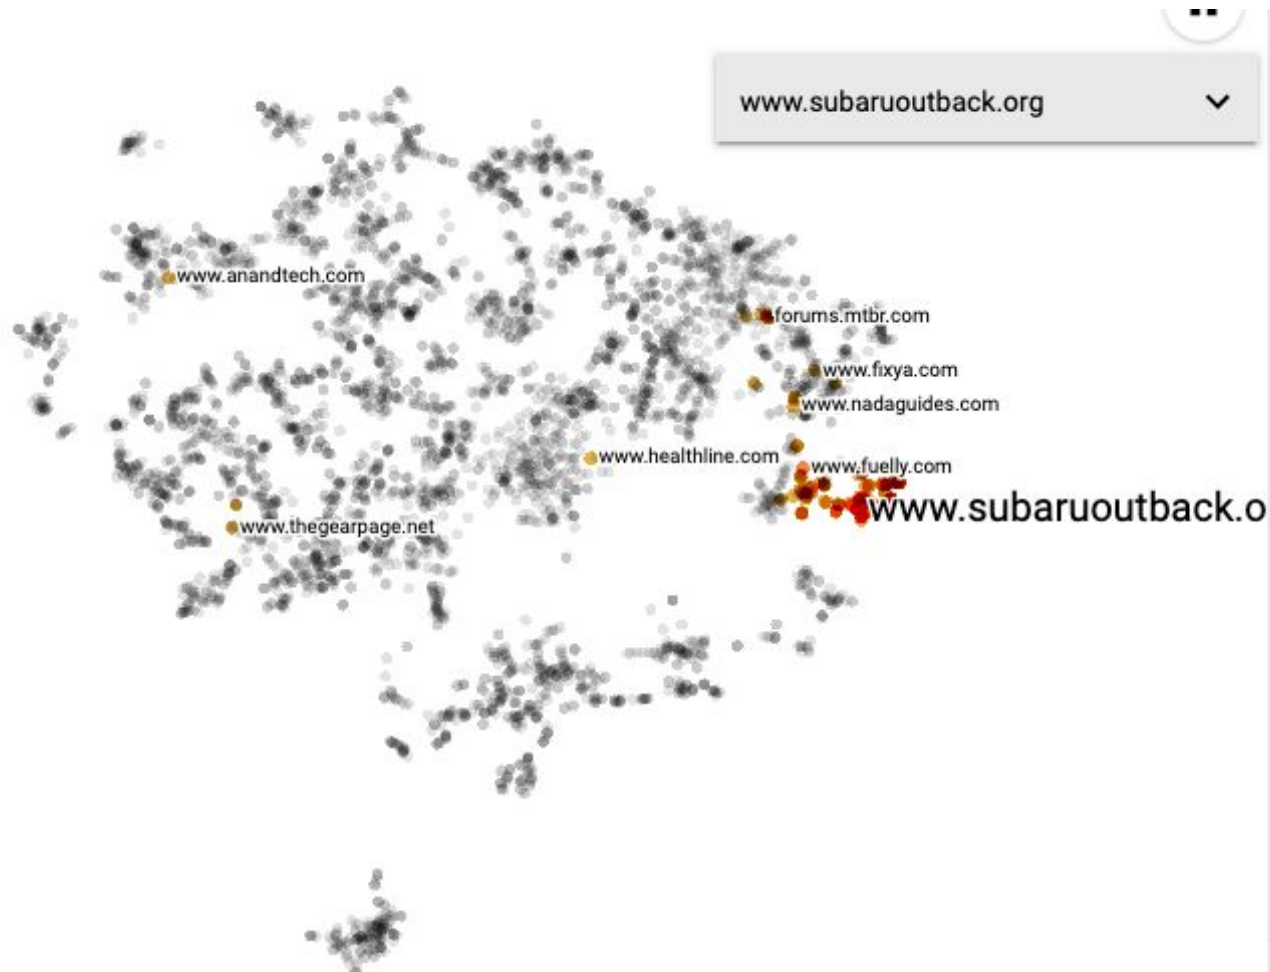 www.subaruoutback.org
www.anandtech.com
forums.mtbr.com
www.fixya.com
www.nadaguides.com
www.healthline.com
www.fuelly.com
www.subaruoutback.o
www.thegearpage.net